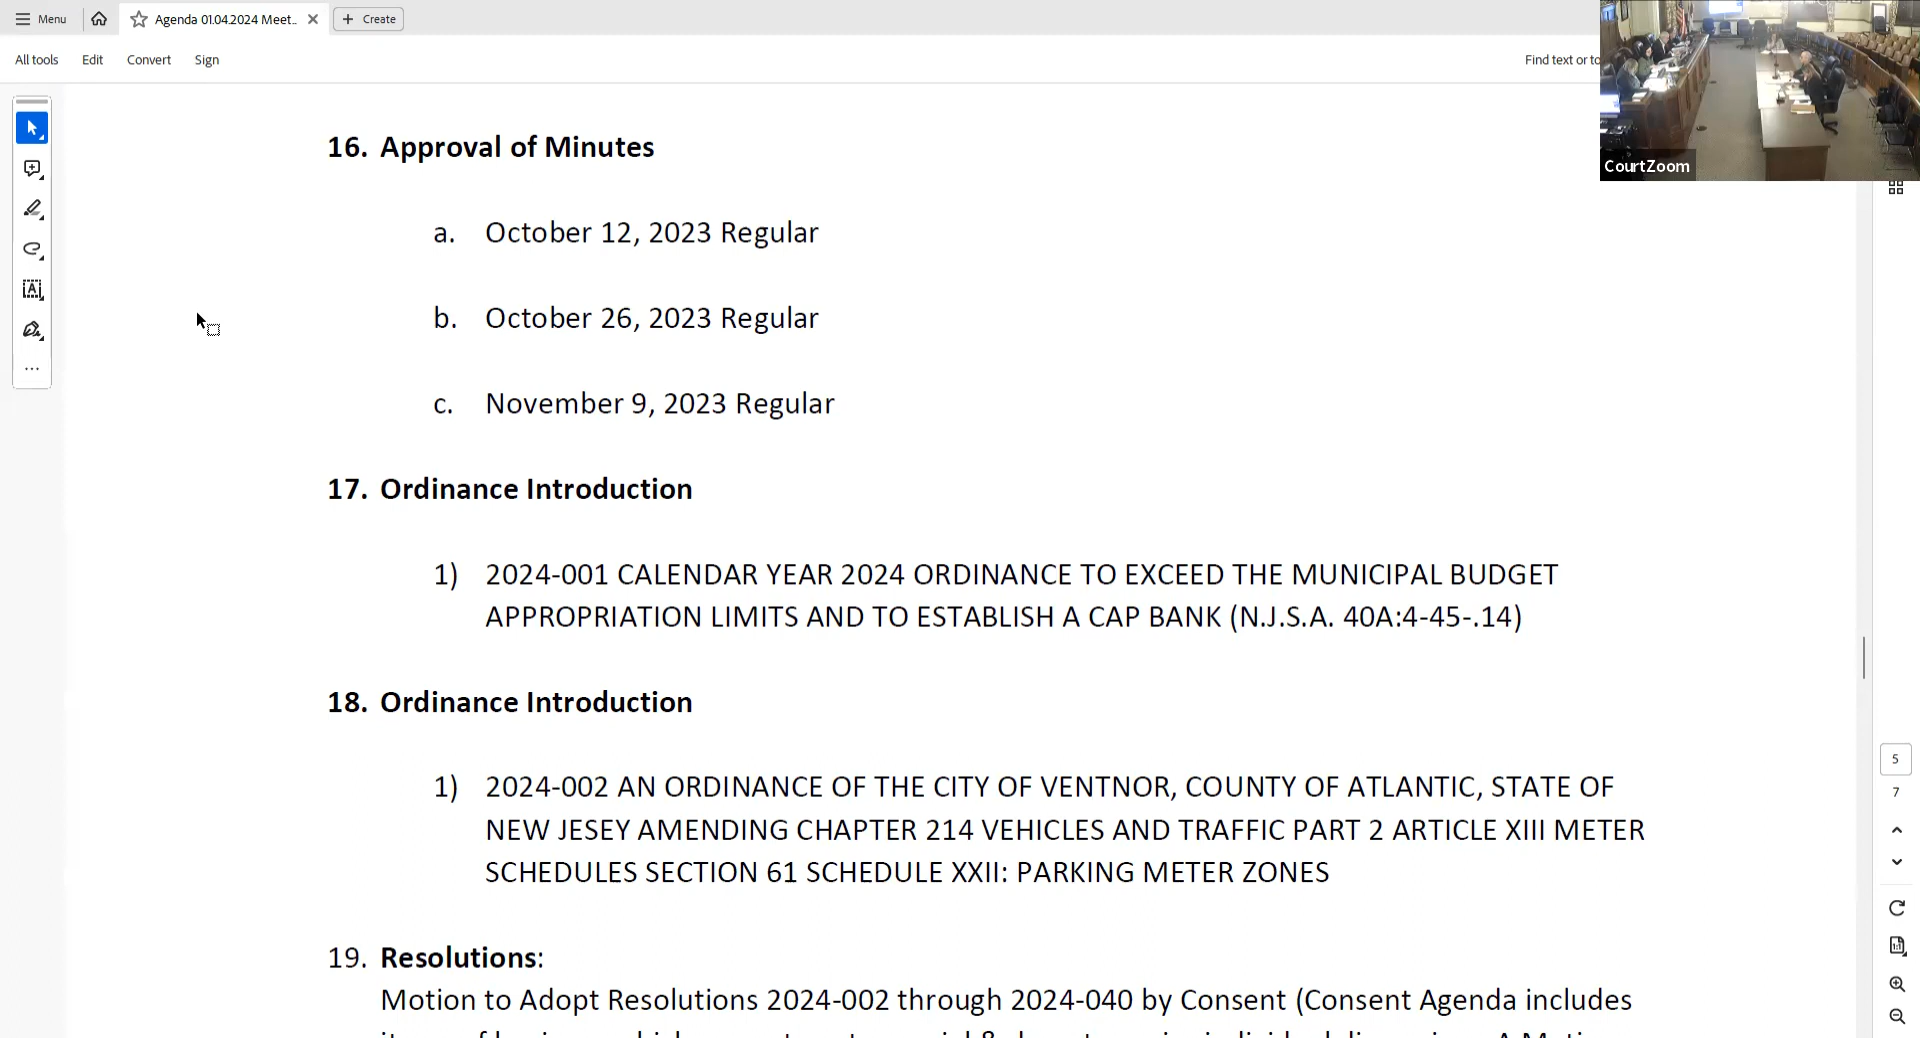 Menu
Agenda 01.04.2024 Meet..
Create
All tools
Edit
Convert
Sign
Find text or to
CourtZoom
16. Approval of Minutes
a. October 12, 2023 Regular
b. October 26, 2023 Regular
c. November 9, 2023 Regular
17. Ordinance Introduction
1) 2024-001 CALENDAR YEAR 2024 ORDINANCE TO EXCEED THE MUNICIPAL BUDGET
APPROPRIATION LIMITS AND TO ESTABLISH A CAP BANK (N.J.S.A. 40A:4-45-.14)
18. Ordinance Introduction
1) 2024-002 AN ORDINANCE OF THE CITY OF VENTNOR, COUNTY OF ATLANTIC, STATE OF
NEW JESEY AMENDING CHAPTER 214 VEHICLES AND TRAFFIC PART 2 ARTICLE XIII METER
SCHEDULES SECTION 61 SCHEDULE XXII: PARKING METER ZONES
19. Resolutions:
Motion to Adopt Resolutions 2024-002 through 2024-040 by Consent (Consent Agenda includes
5
7